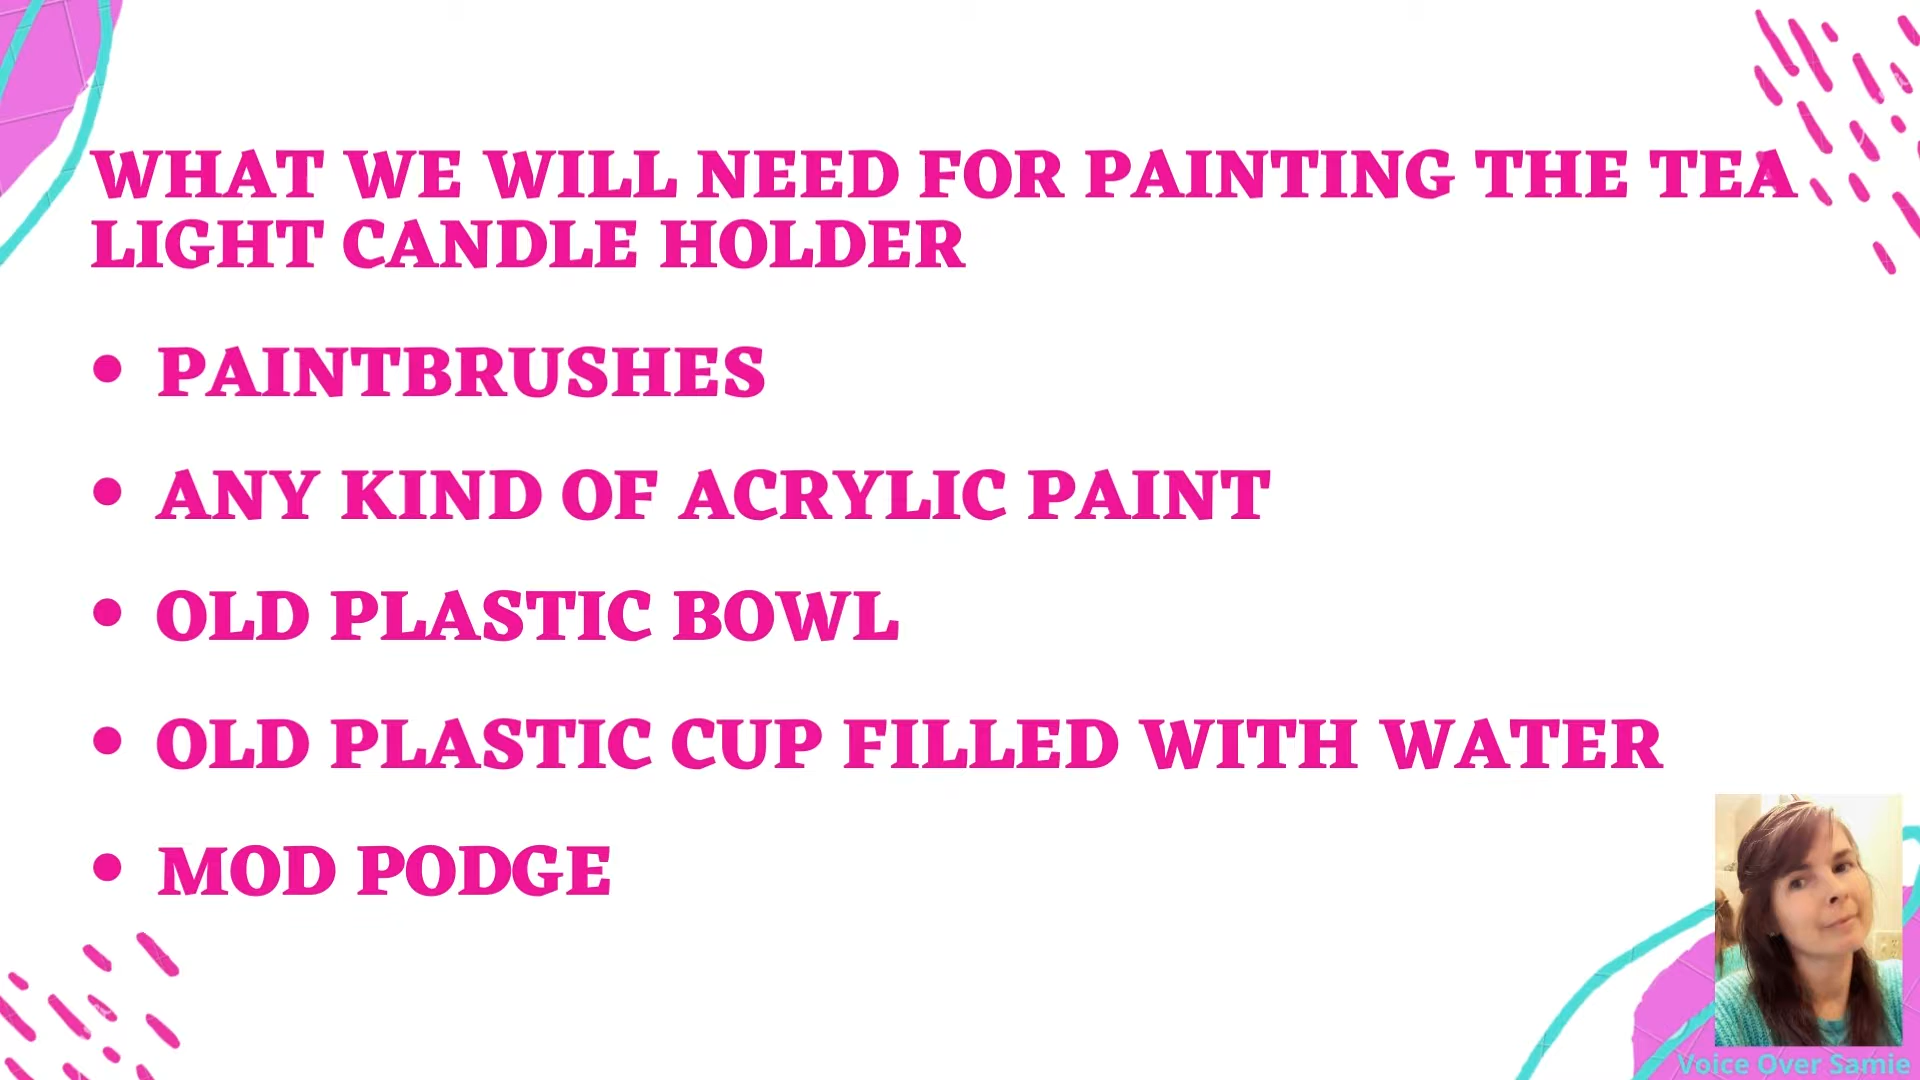 WHAT WE WILL NEED FOR PAINTING THE TEA
LIGHT CANDLE HOLDER
• PAINTBRUSHES
• ANY KIND OF ACRYLIC PAINT
• OLD PLASTIC BOWL
• OLD PLASTIC CUP FILLED WITH WATER
• MOD PODGE
Voice Over Samie